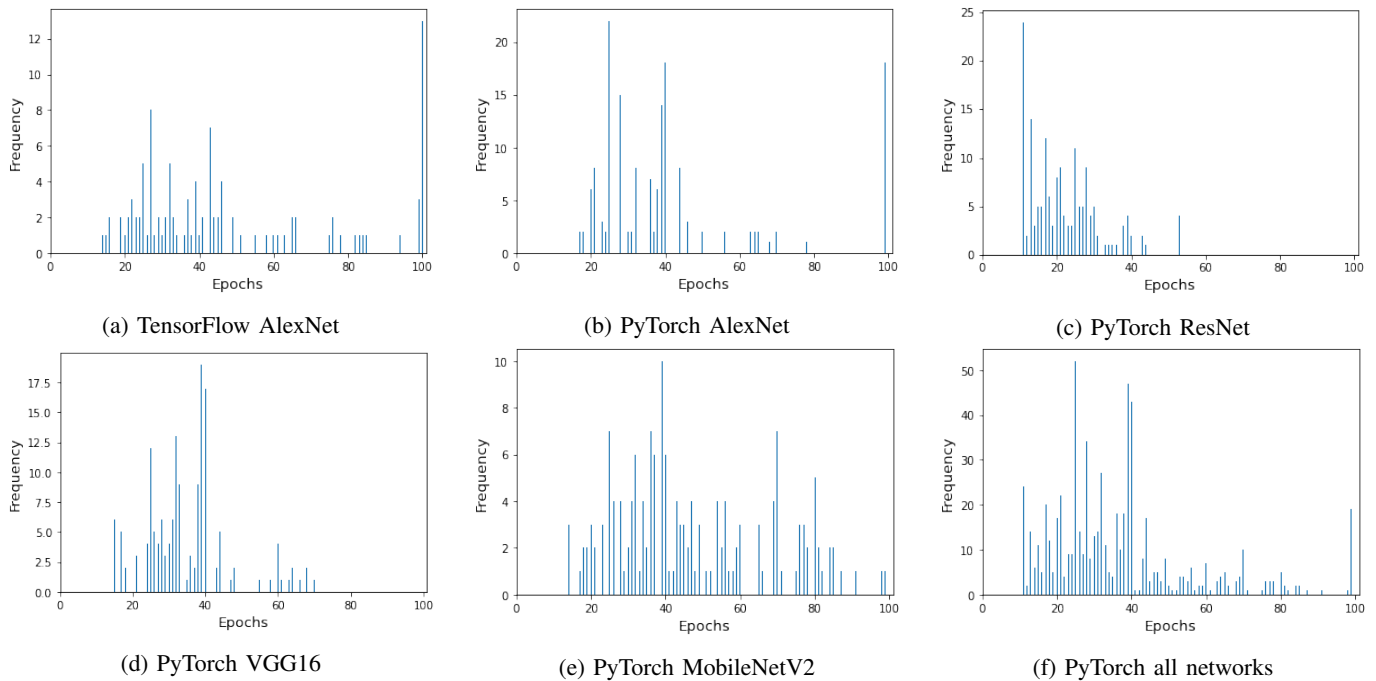 12
10
8
6
4
2
0
Frequency
0 20 40 60 80 100
Epochs
(a) TensorFlow AlexNet
20
15
10
5
0
Frequency
0 20 40 60 80 100
Epochs
(b) PyTorch AlexNet
25
20
15
10
5
0
Frequency
0 20 40 60 80 100
Epochs
(c) PyTorch ResNet
17.5
15.0
12.5
10.0
7.5
5.0
2.5
0.0
Frequency
0 20 40 60 80 100
Epochs
(d) PyTorch VGG16
10
8
6
4
2
0
Frequency
0 20 40 60 80 100
Epochs
(e) PyTorch MobileNetV2
50
40
30
20
10
0
Frequency
0 20 40 60 80 100
Epochs
(f) PyTorch all networks